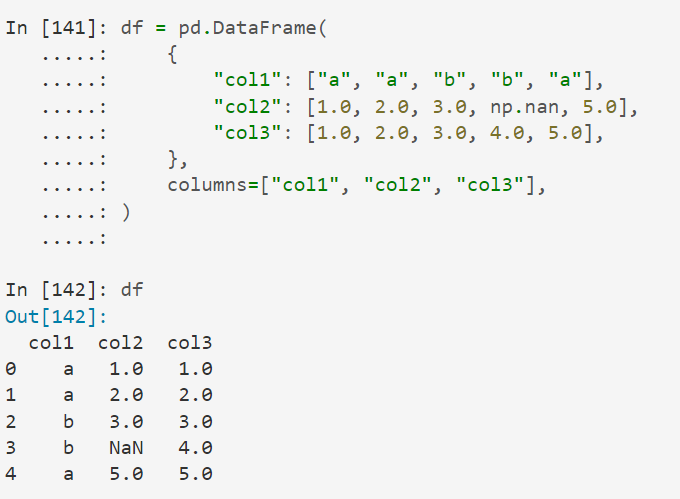 In [141]: df = pd.DataFrame(
   .....:     {
   .....:         "col1": ["a", "a", "b", "b", "a"],
   .....:         "col2": [1.0, 2.0, 3.0, np.nan, 5.0],
   .....:         "col3": [1.0, 2.0, 3.0, 4.0, 5.0],
   .....:     },
   .....:     columns=["col1", "col2", "col3"],
   .....: )
   .....:

In [142]: df
Out[142]:
  col1  col2  col3
0    a   1.0   1.0
1    a   2.0   2.0
2    b   3.0   3.0
3    b   NaN   4.0
4    a   5.0   5.0